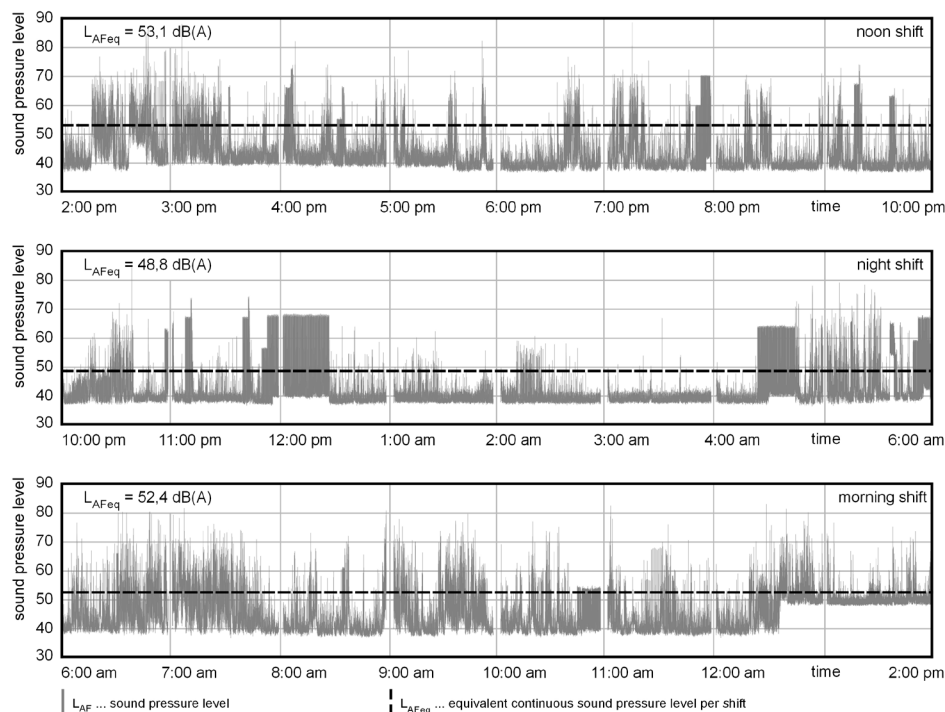 90
L_AFeq = 53,1 dB(A) noon shift
80
70
60
50
40
30
sound pressure level
2:00 pm 3:00 pm 4:00 pm 5:00 pm 6:00 pm 7:00 pm 8:00 pm time 10:00 pm
90
L_AFeq = 48,8 dB(A) night shift
80
70
60
50
40
30
sound pressure level
10:00 pm 11:00 pm 12:00 pm 1:00 am 2:00 am 3:00 am 4:00 am time 6:00 am
90
L_AFeq = 52,4 dB(A) morning shift
80
70
60
50
40
30
sound pressure level
6:00 am 7:00 am 8:00 am 9:00 am 10:00 am 11:00 am 12:00 am time 2:00 pm
L_AF ... sound pressure level L_AFeq ... equivalent continuous sound pressure level per shift